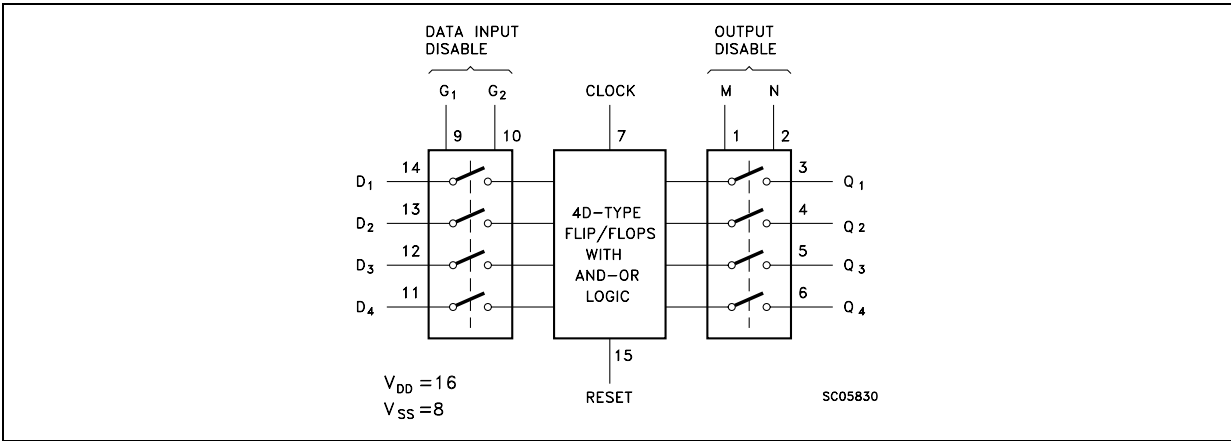 DATA INPUT
DISABLE
OUTPUT
DISABLE
G1 G2 CLOCK M N
9 10 7 1 2
D1 14 3 Q1
D2 13 4 Q2
D3 12 5 Q3
D4 11 6 Q4
4D-TYPE
FLIP/FLOPS
WITH
AND-OR
LOGIC
15
RESET
VDD =16
VSS =8
SC05830